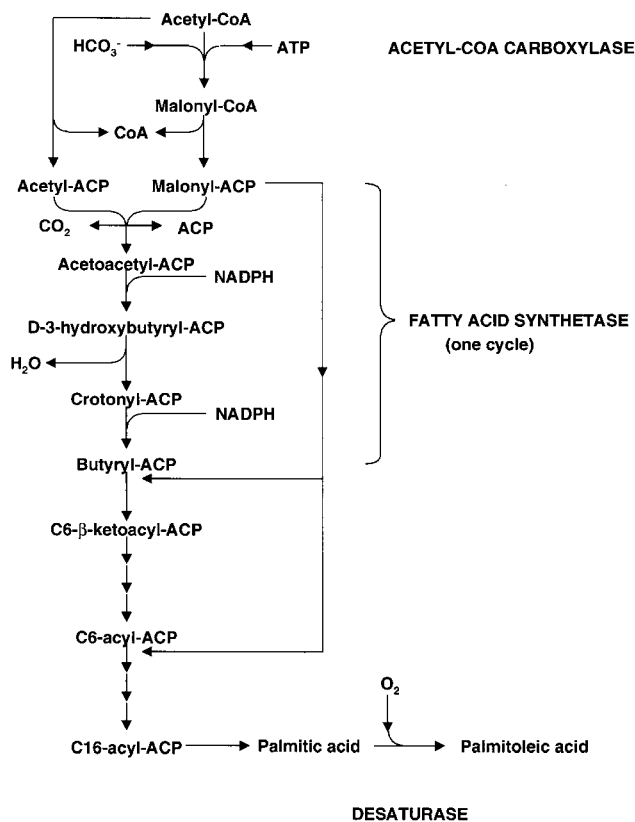 Acetyl-CoA
HCO₃⁻ ATP ACETYL-COA CARBOXYLASE
Malonyl-CoA
CoA
Acetyl-ACP Malonyl-ACP
CO₂ ACP
Acetoacetyl-ACP
NADPH
D-3-hydroxybutyryl-ACP FATTY ACID SYNTHETASE
(one cycle)
H₂O
Crotonyl-ACP
NADPH
Butyryl-ACP
C6-β-ketoacyl-ACP
C6-acyl-ACP
O₂
C16-acyl-ACP Palmitic acid Palmitoleic acid
DESATURASE